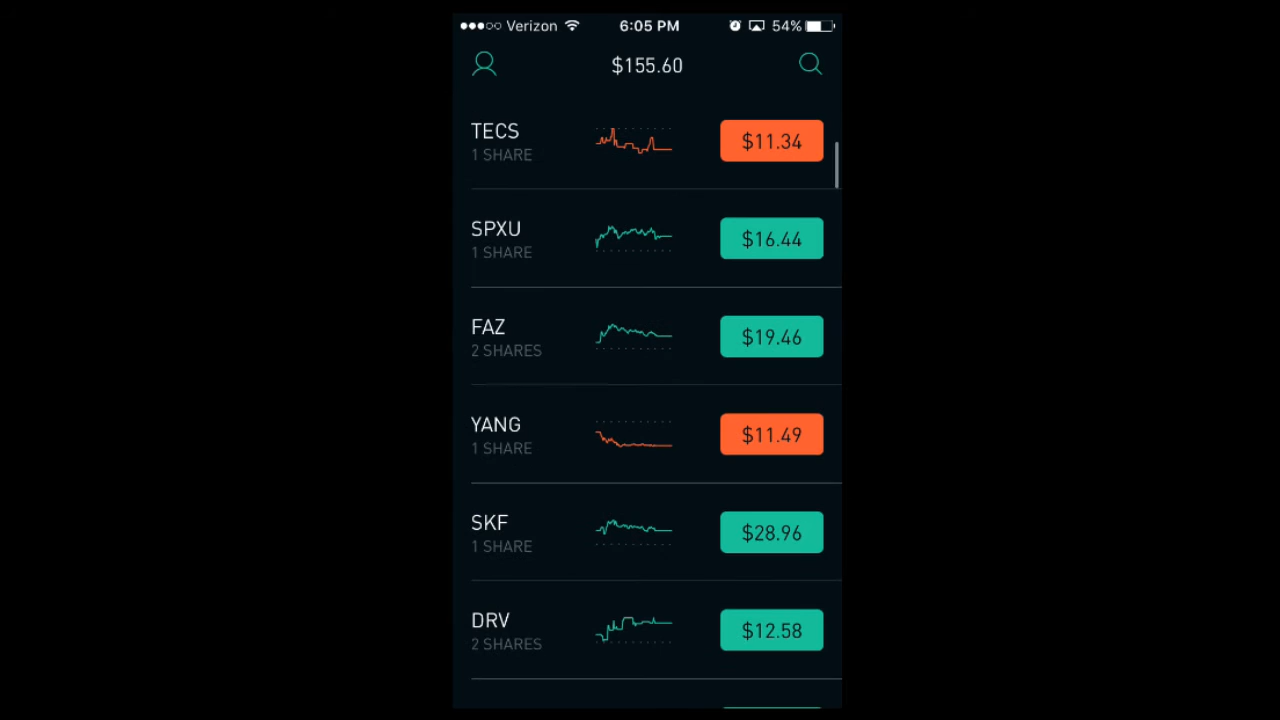 Verizon 6:05 PM 54%
$155.60
TECS
1 SHARE
$11.34
SPXU
1 SHARE
$16.44
FAZ
2 SHARES
$19.46
YANG
1 SHARE
$11.49
SKF
1 SHARE
$28.96
DRV
2 SHARES
$12.58